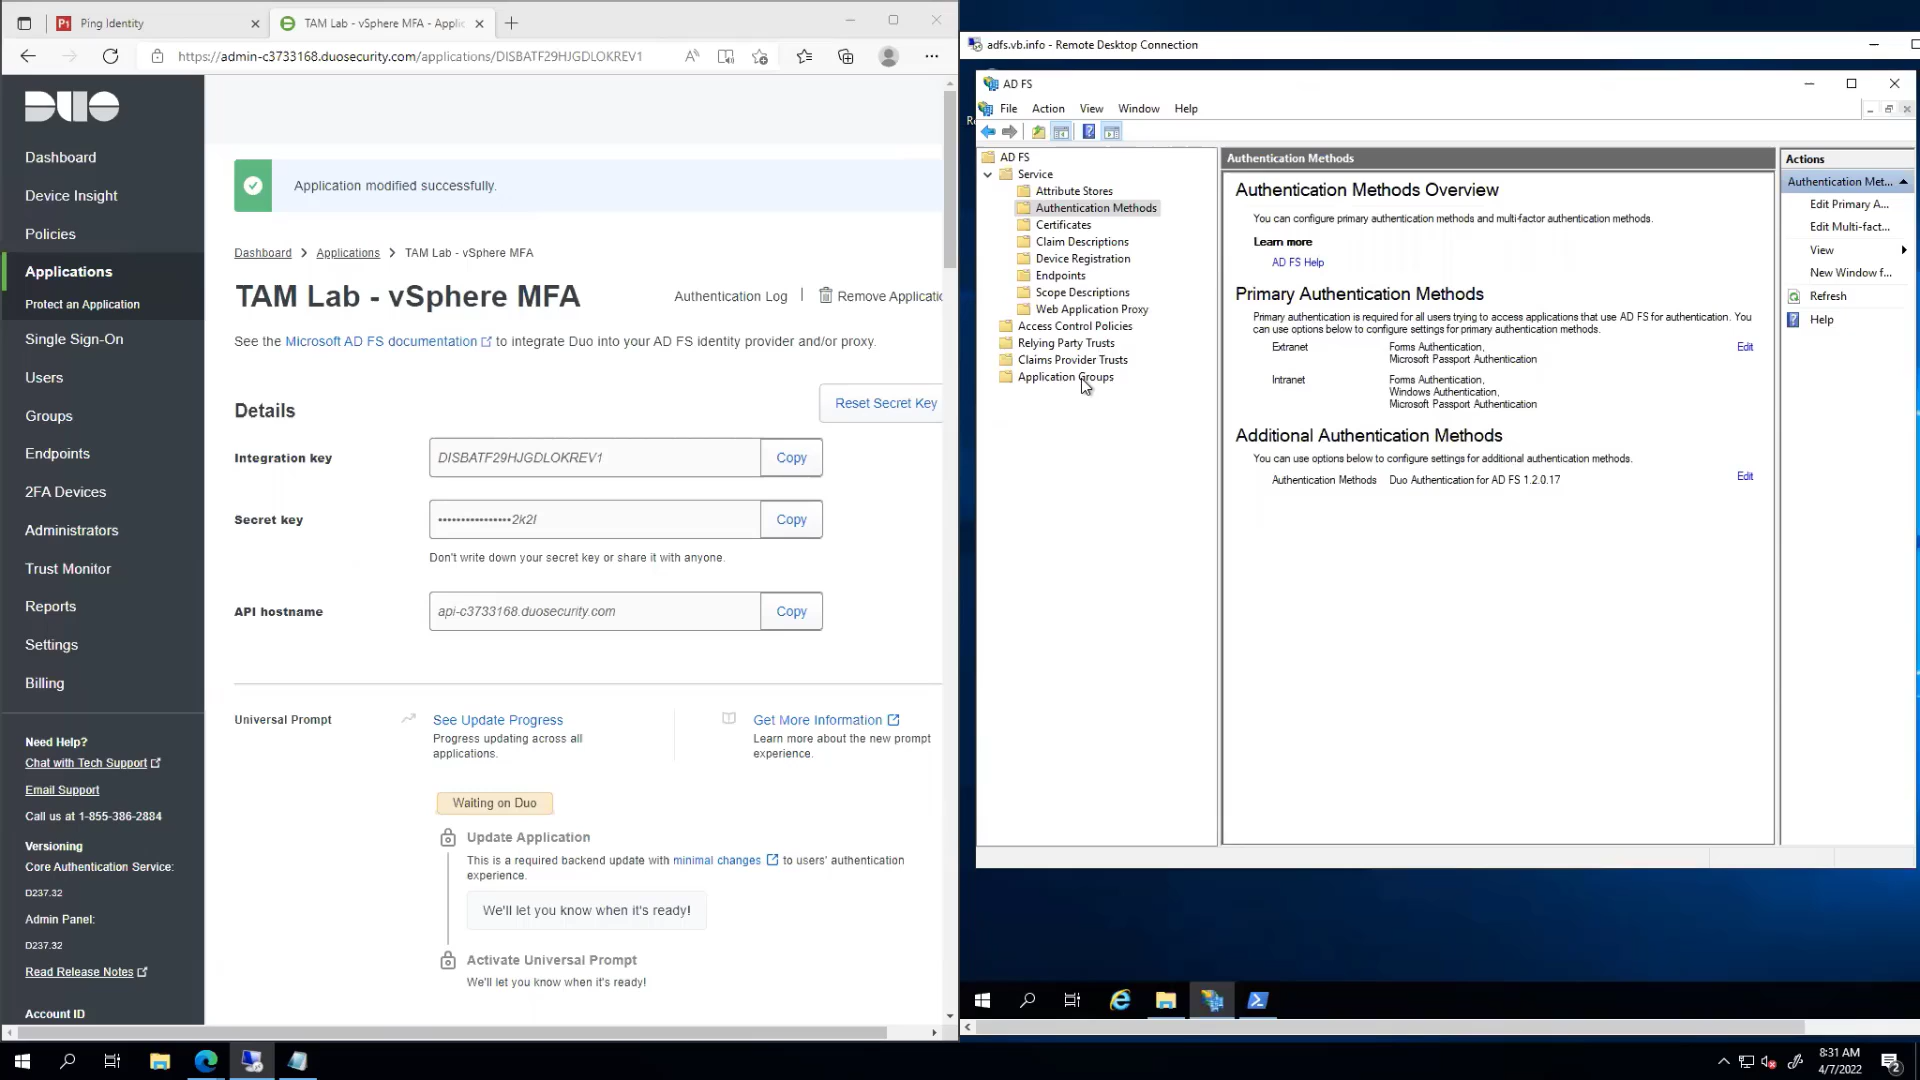 Ping Identity
TAM Lab - vSphere MFA - Applic
https://admin-c3733168.duosecurity.com/applications/DISBATF29HJGDLOKREV1
DUO
Dashboard
Device Insight
Policies
Applications
Protect an Application
Single Sign-On
Users
Groups
Endpoints
2FA Devices
Administrators
Trust Monitor
Reports
Settings
Billing
Need Help?
Chat with Tech Support
Email Support
Call us at 1-855-386-2884
Versioning
Core Authentication Service:
D237.32
Admin Panel:
D237.32
Read Release Notes
Account ID
Application modified successfully.
Dashboard > Applications > TAM Lab - vSphere MFA
TAM Lab - vSphere MFA
Authentication Log | Remove Applicatio
See the Microsoft AD FS documentation to integrate Duo into your AD FS identity provider and/or proxy.
Details
Reset Secret Key
Integration key DISBATF29HJGDLOKREV1 Copy
Secret key ••••••••••••••••2k2I Copy
Don't write down your secret key or share it with anyone.
API hostname api-c3733168.duosecurity.com Copy
Universal Prompt
See Update Progress
Progress updating across all
applications.
Get More Information
Learn more about the new prompt
experience.
Waiting on Duo
Update Application
This is a required backend update with minimal changes to users' authentication
experience.
We'll let you know when it's ready!
Activate Universal Prompt
We'll let you know when it's ready!
adfs.vb.info - Remote Desktop Connection
AD FS
File Action View Window Help
AD FS
Service
Attribute Stores
Authentication Methods
Certificates
Claim Descriptions
Device Registration
Endpoints
Scope Descriptions
Web Application Proxy
Access Control Policies
Relying Party Trusts
Claims Provider Trusts
Application Groups
Authentication Methods
Authentication Methods Overview
You can configure primary authentication methods and multi-factor authentication methods.
Learn more
AD FS Help
Primary Authentication Methods
Primary authentication is required for all users trying to access applications that use AD FS for authentication. You
can use options below to configure settings for primary authentication methods.
Extranet Forms Authentication, Edit
Microsoft Passport Authentication
Intranet Forms Authentication,
Windows Authentication,
Microsoft Passport Authentication
Additional Authentication Methods
You can use options below to configure settings for additional authentication methods.
Authentication Methods Duo Authentication for AD FS 1.2.0.17 Edit
Actions
Authentication Met...
Edit Primary A...
Edit Multi-fact...
View
New Window f...
Refresh
Help
8:31 AM
4/7/2022
2